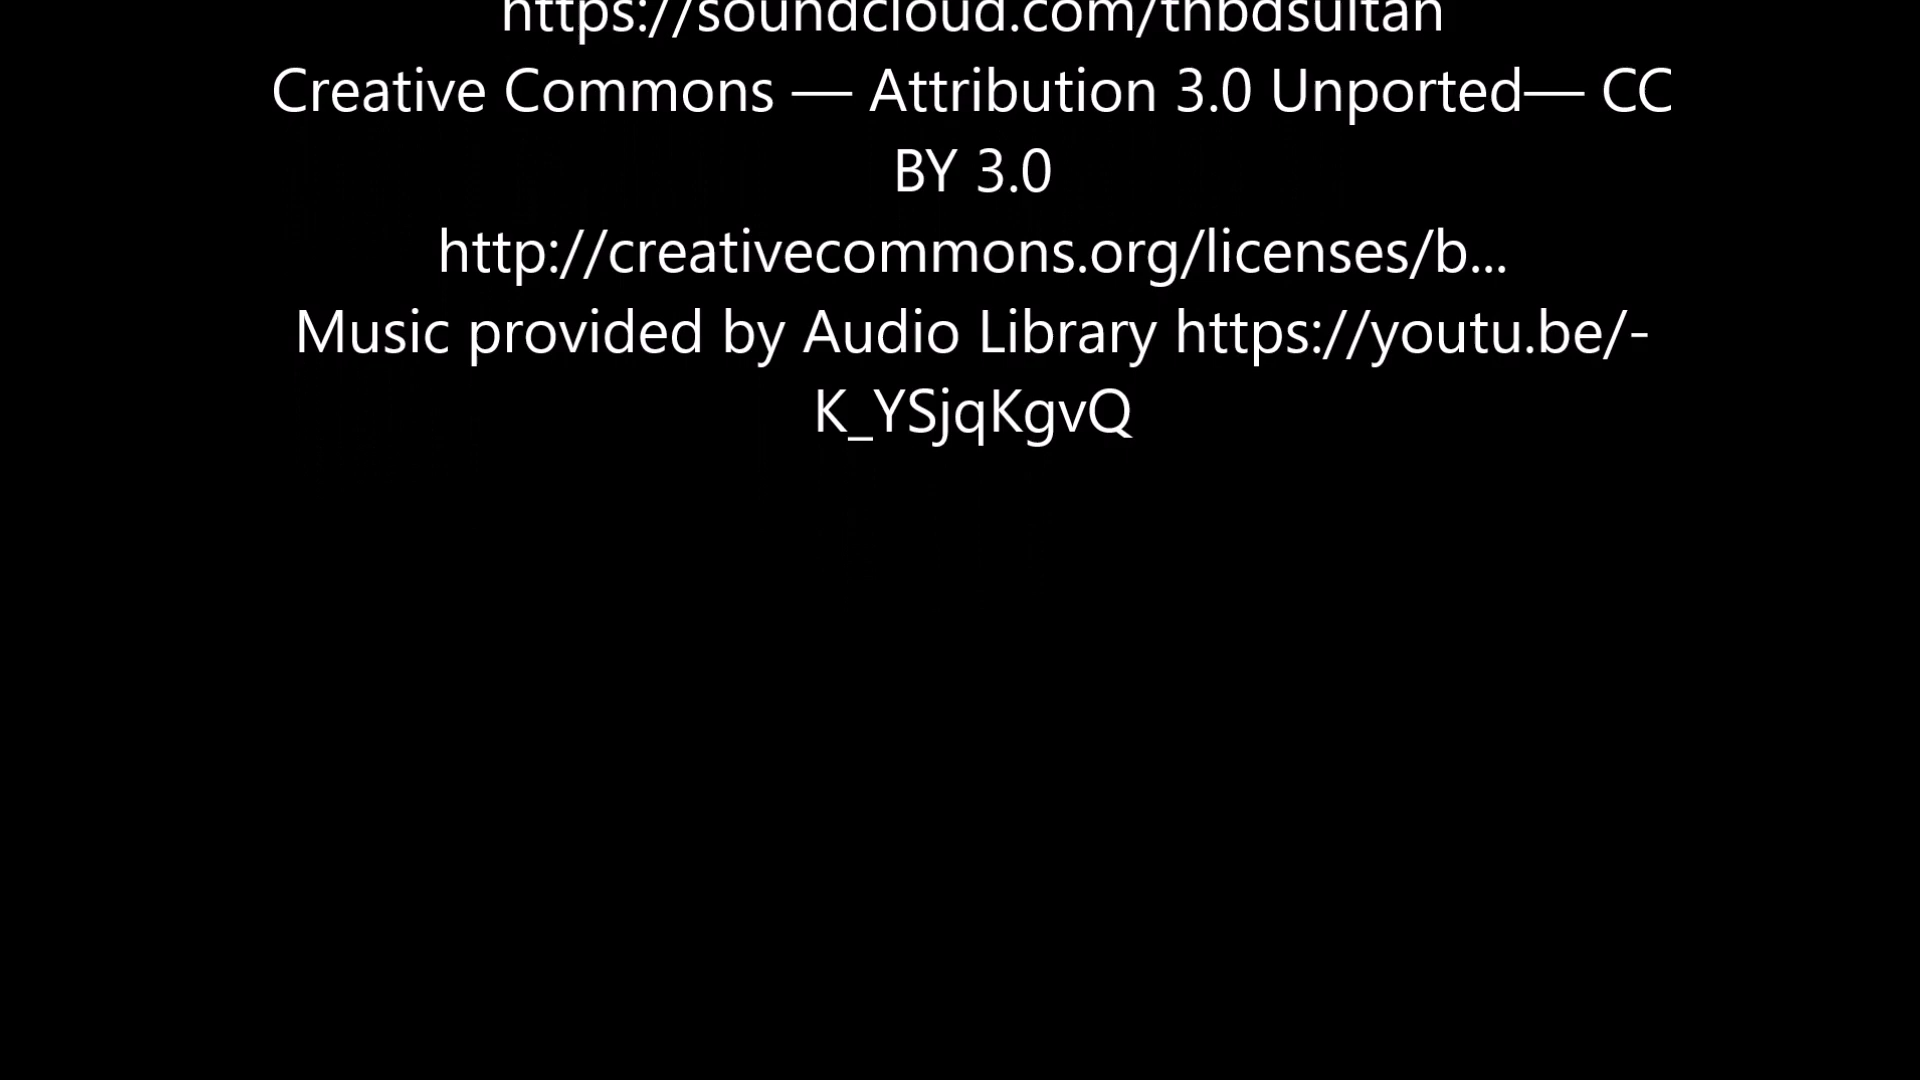 https://soundcloud.com/thbdsultan
Creative Commons — Attribution 3.0 Unported— CC
BY 3.0
http://creativecommons.org/licenses/b...
Music provided by Audio Library https://youtu.be/-
K_YSjqKgvQ